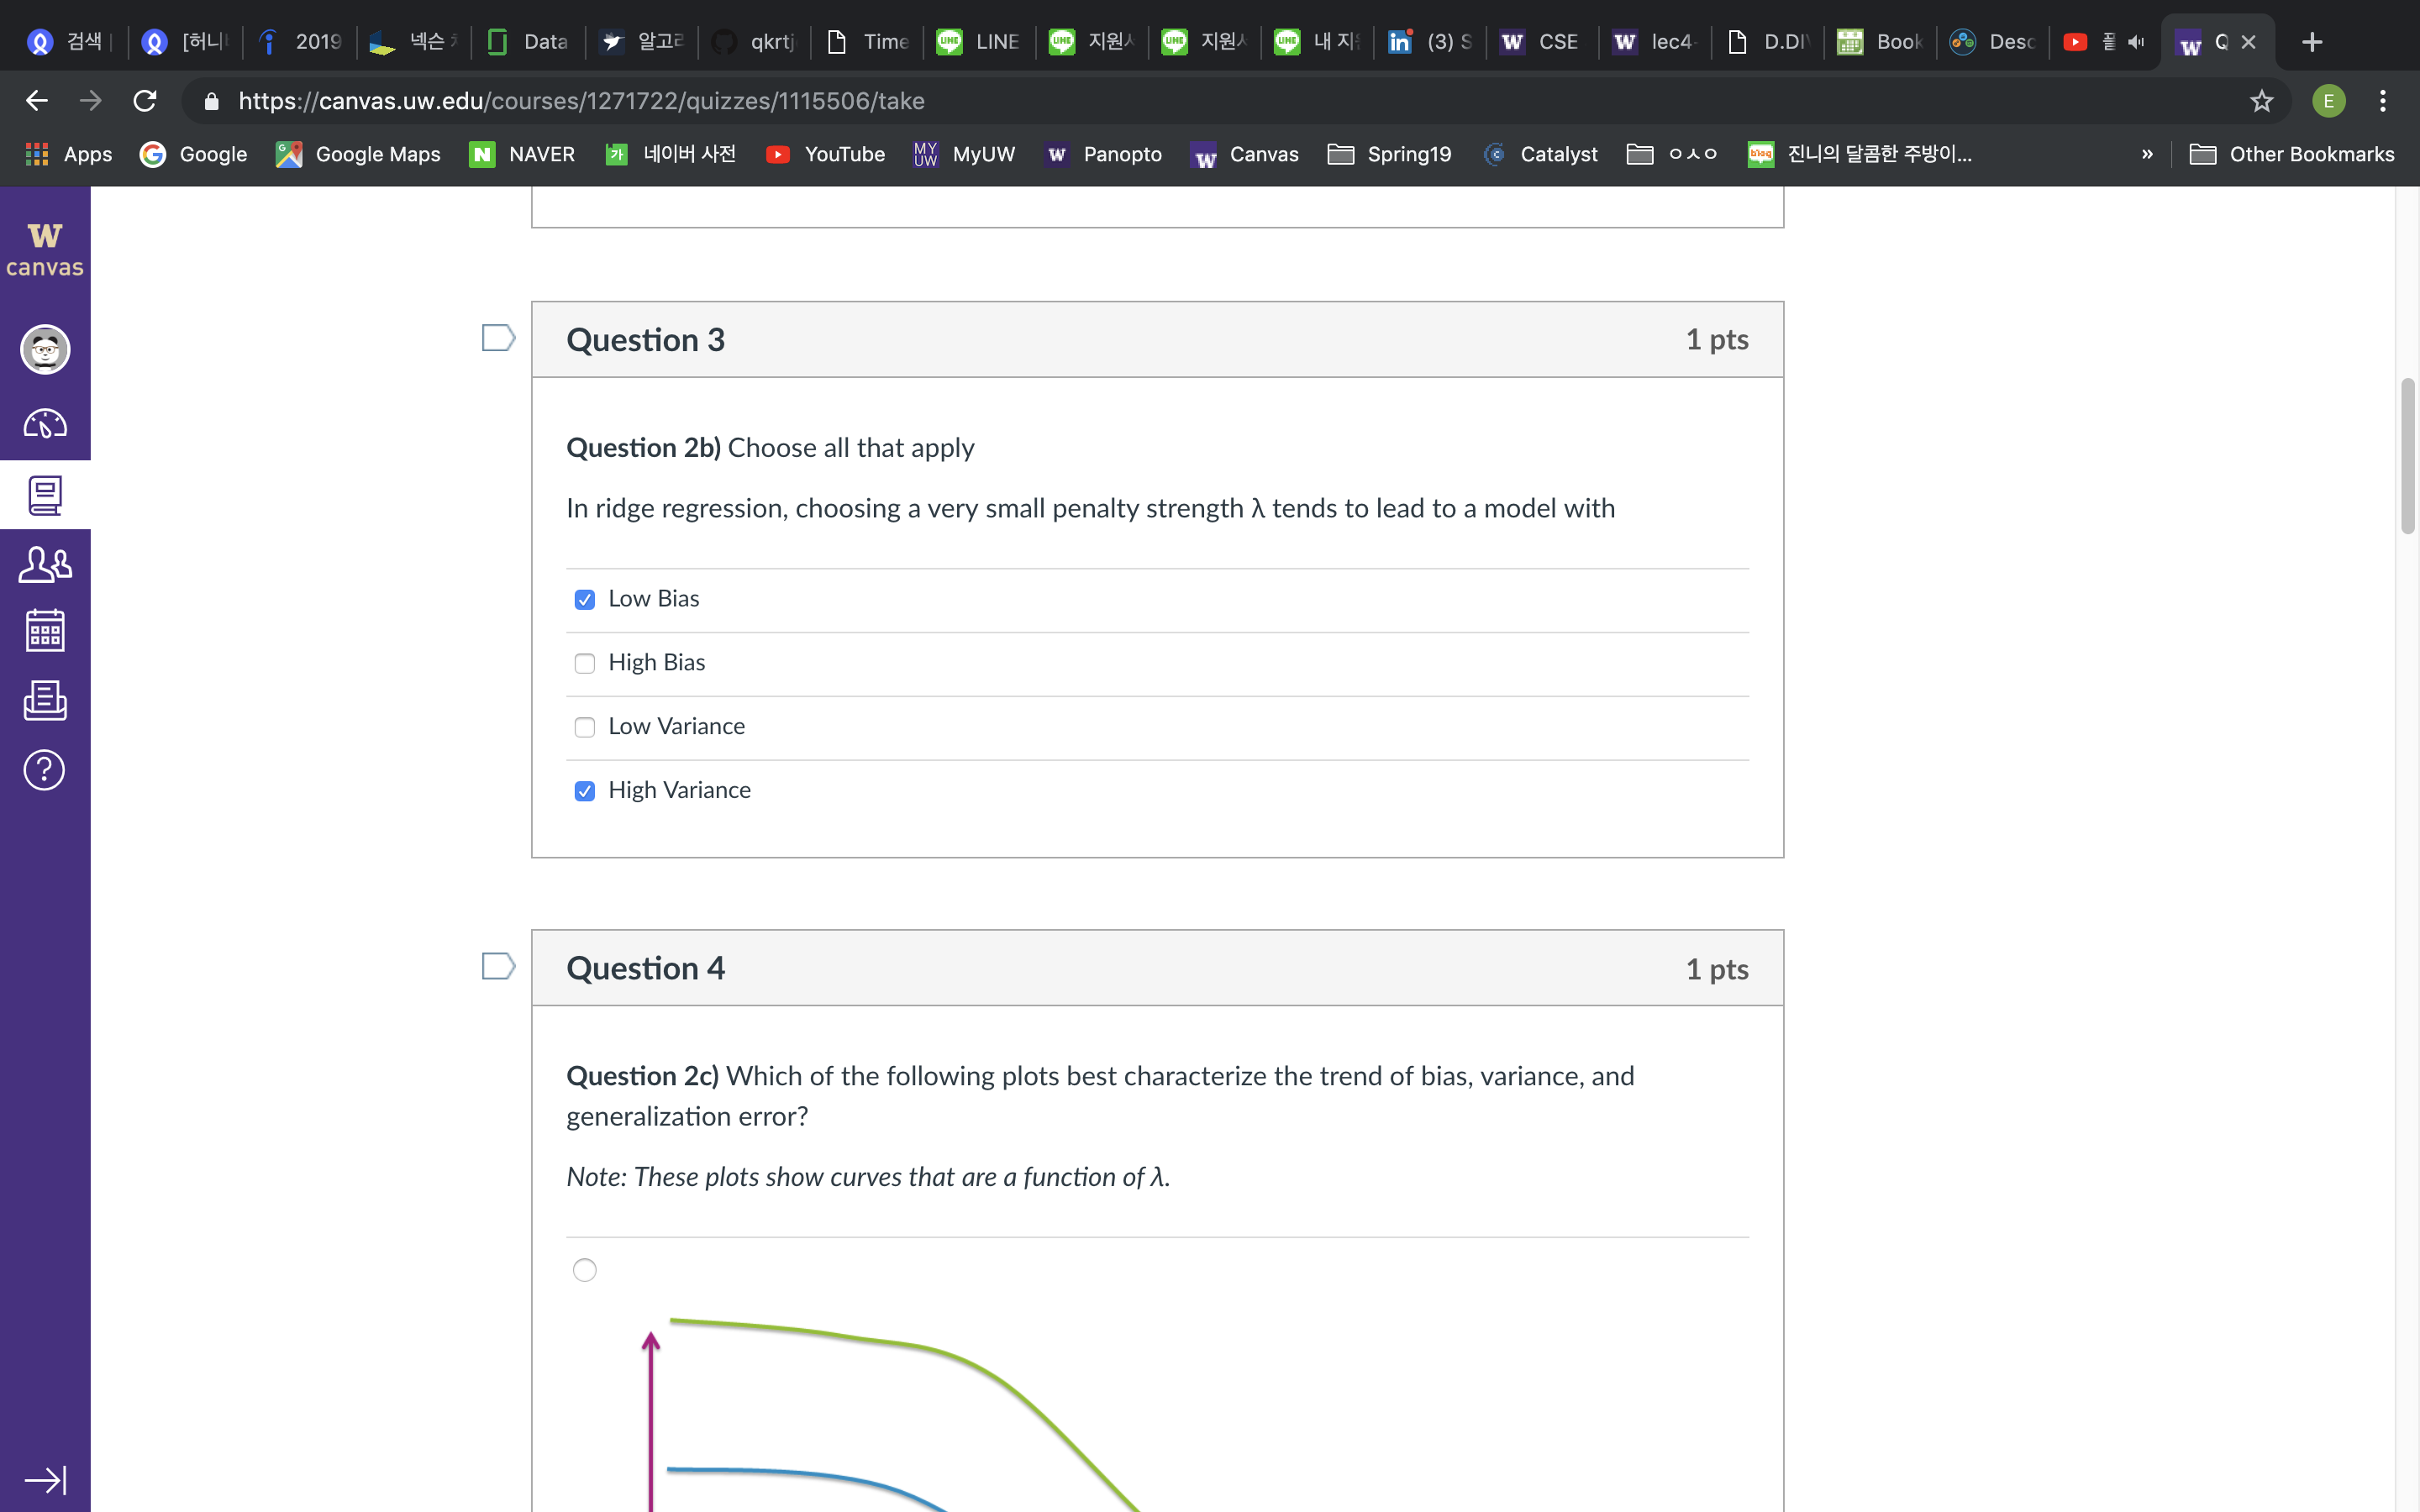 검색
[허니
2019
넥슨
Data
알고리
qkrtj
Time
LINE
지원사
지원사
내 지원
(3) S
CSE
lec4-
D.DIV
Book
Desc
Q
https://canvas.uw.edu/courses/1271722/quizzes/1115506/take
E
Apps
Google
Google Maps
NAVER
네이버 사전
YouTube
MY UW
MyUW
Panopto
Canvas
Spring19
Catalyst
ㅇㅅㅇ
blog
진니의 달콤한 주방이...
»
Other Bookmarks
W
canvas
Question 3
1 pts
Question 2b) Choose all that apply
In ridge regression, choosing a very small penalty strength λ tends to lead to a model with
Low Bias
High Bias
Low Variance
High Variance
Question 4
1 pts
Question 2c) Which of the following plots best characterize the trend of bias, variance, and
generalization error?
Note: These plots show curves that are a function of λ.